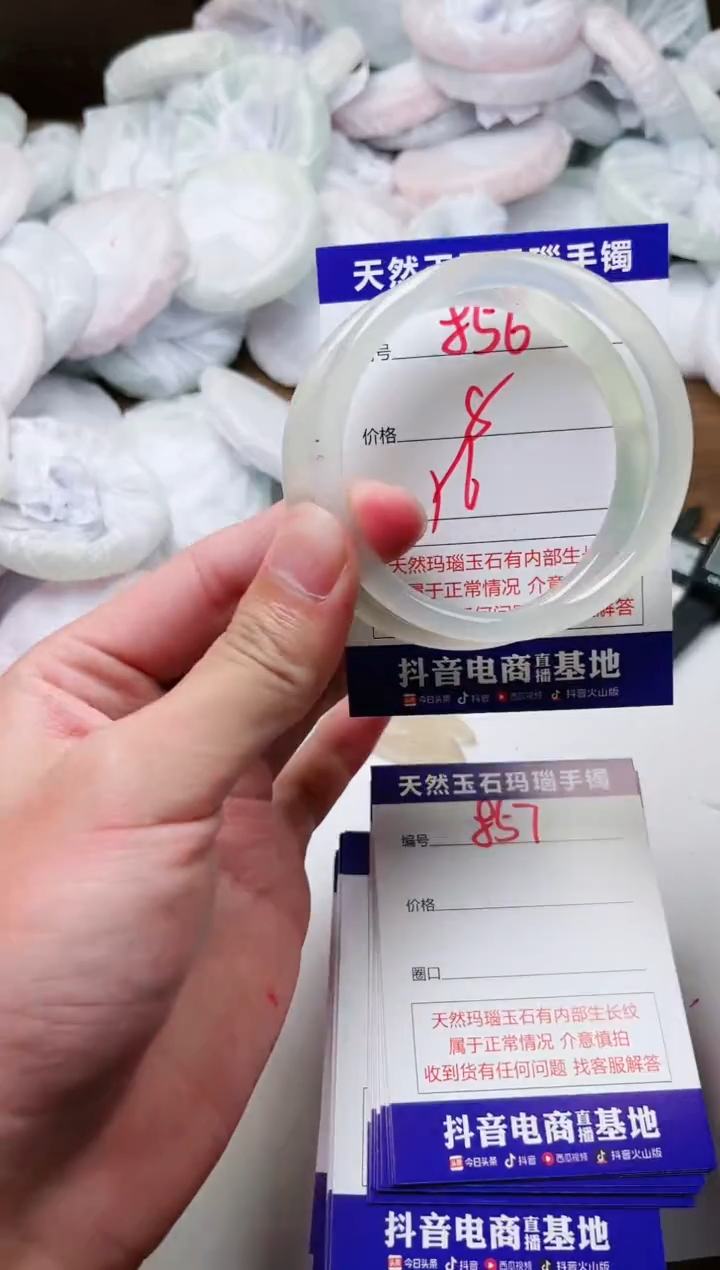 天然玉石玛瑙手镯
号 856
价格
天然玛瑙玉石有内部生长
属于正常情况 介意
任何问 解答
抖音电商直播基地
今日头条 抖音 西瓜视频 抖音火山版
天然玉石玛瑙手镯
编号 857
价格
圈口
天然玛瑙玉石有内部生长纹
属于正常情况 介意慎拍
收到货有任何问题 找客服解答
抖音电商直播基地
头条 今日头条 抖音 西瓜视频 抖音火山版
抖音电商直播基地
头条 今日头条 抖音 西瓜视频 抖音火山版